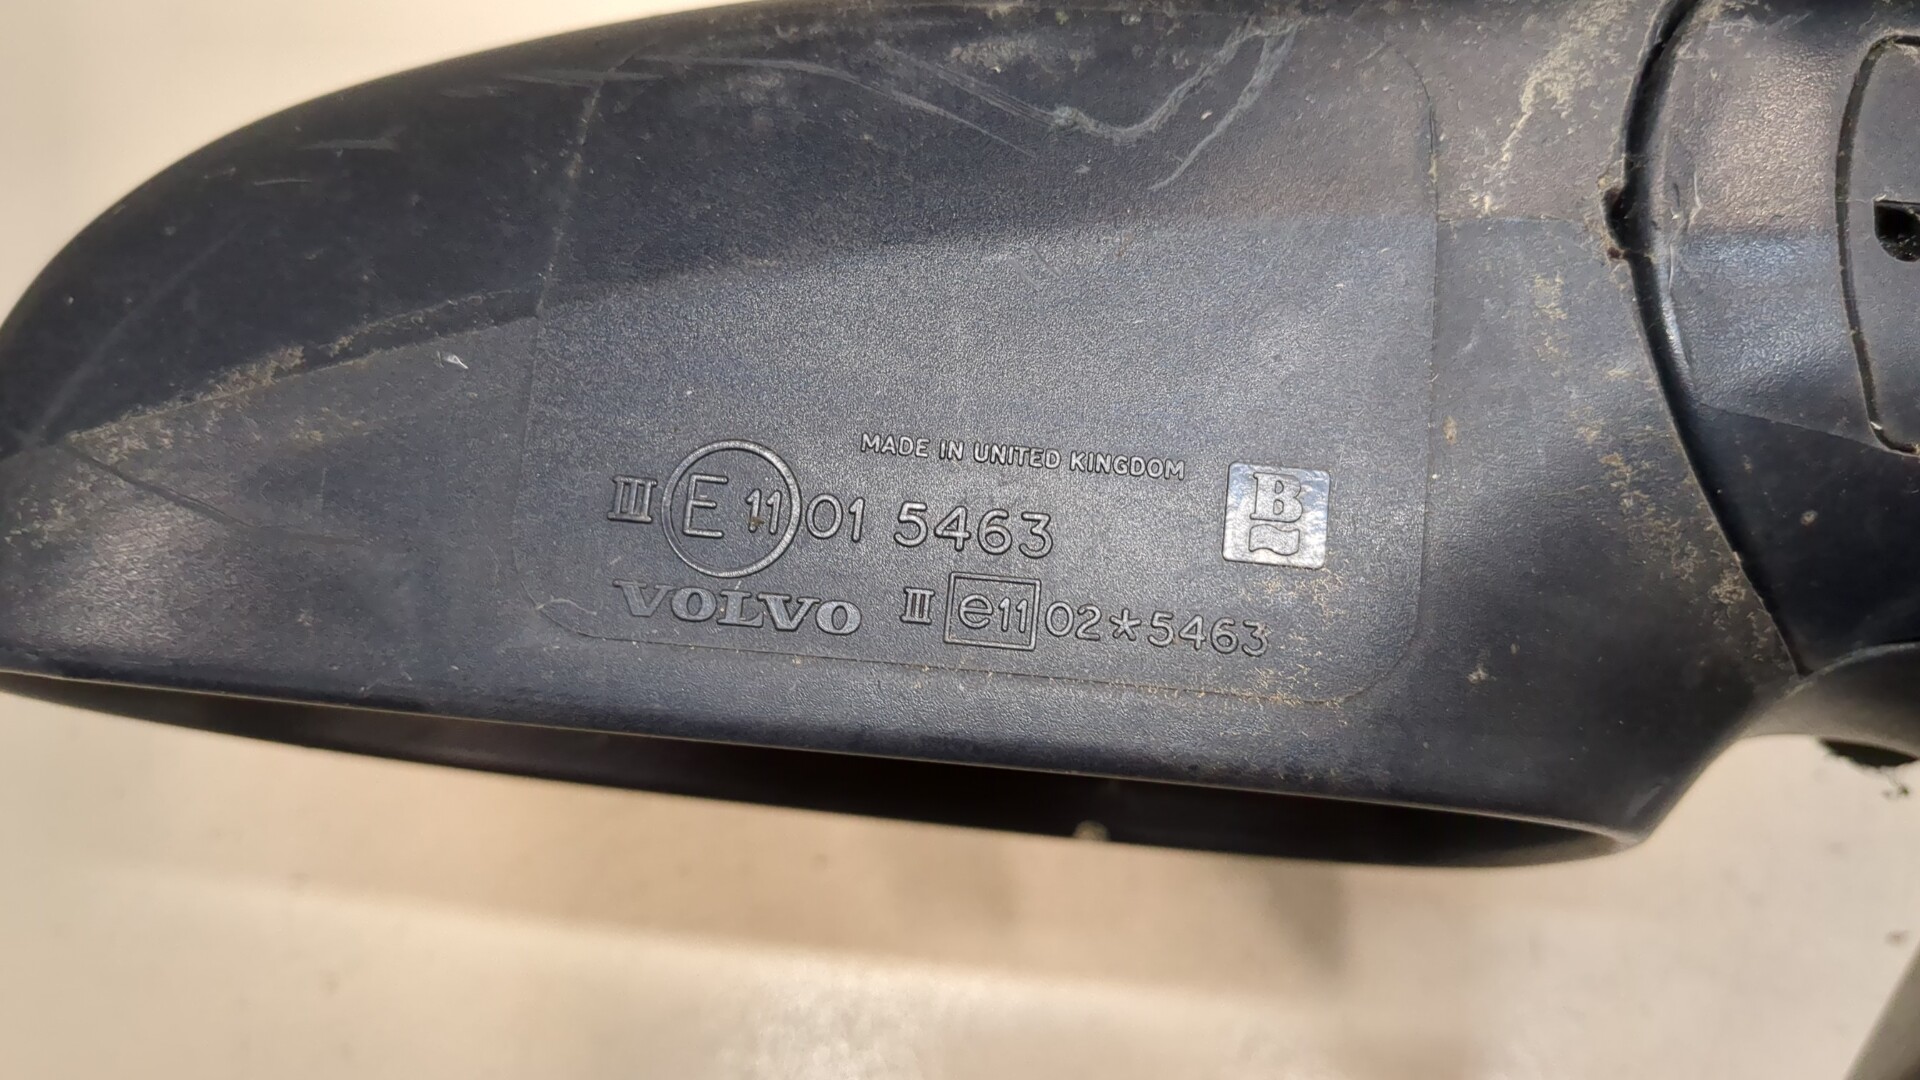 MADE IN UNITED KINGDOM
III E 11 01 5463
B
VOLVO III e11 02*5463